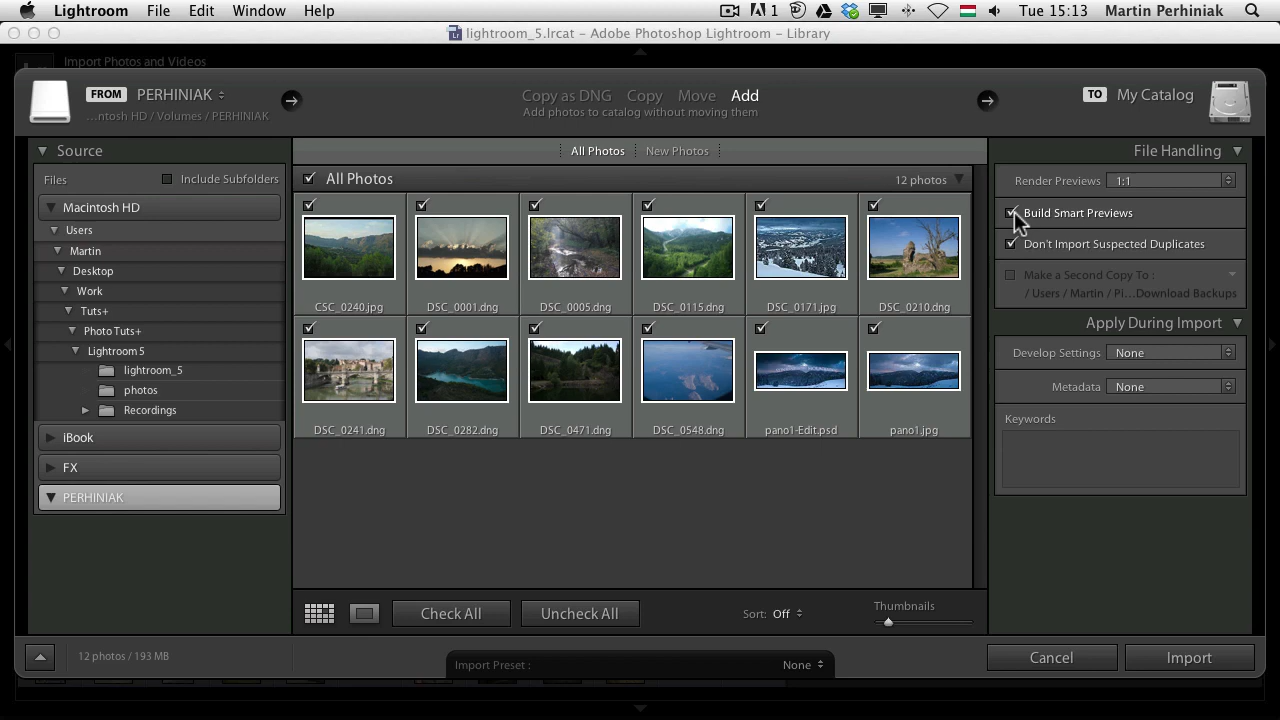 Lightroom File Edit Window Help 1 Tue 15:13 Martin Perhiniak
lightroom_5.lrcat – Adobe Photoshop Lightroom – Library
Import Photos and Videos
FROM PERHINIAK
...ntosh HD / Volumes / PERHINIAK
Copy as DNG Copy Move Add
Add photos to catalog without moving them
TO My Catalog
Source
Files Include Subfolders
Macintosh HD
Users
Martin
Desktop
Work
Tuts+
PhotoTuts+
Lightroom5
lightroom_5
photos
Recordings
iBook
FX
PERHINIAK
All Photos New Photos
All Photos 12 photos
CSC_0240.jpg DSC_0001.dng DSC_0005.dng DSC_0115.dng DSC_0171.jpg DSC_0210.dng
DSC_0241.dng DSC_0282.dng DSC_0471.dng DSC_0548.dng pano1-Edit.psd pano1.jpg
File Handling
Render Previews 1:1
Build Smart Previews
Don't Import Suspected Duplicates
Make a Second Copy To :
/ Users / Martin / Pi...Download Backups
Apply During Import
Develop Settings None
Metadata None
Keywords
Check All Uncheck All Sort: Off Thumbnails
12 photos / 193 MB
Import Preset : None
Cancel Import